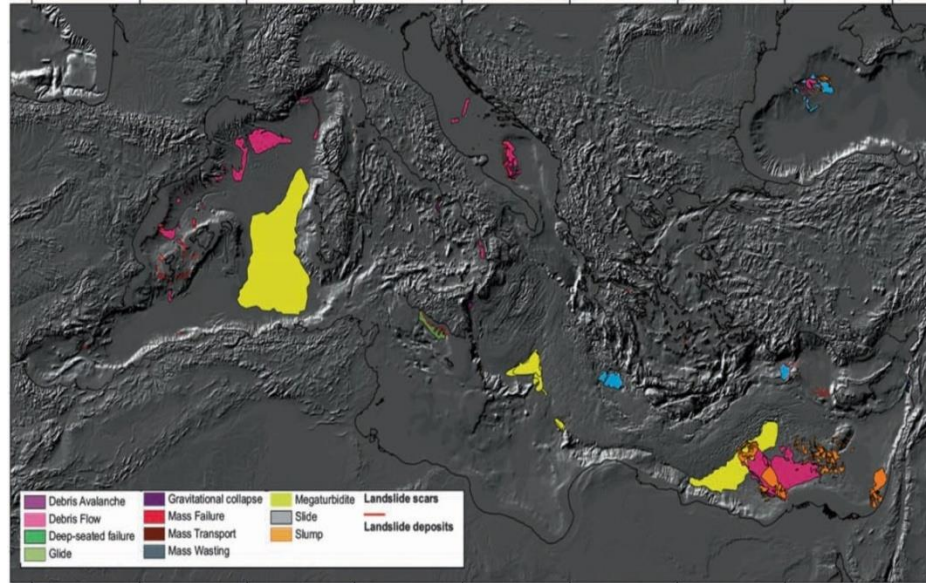 Debris Avalanche
Debris Flow
Deep-seated failure
Glide
Gravitational collapse
Mass Failure
Mass Transport
Mass Wasting
Megaturbidite
Slide
Slump
Landslide scars
Landslide deposits